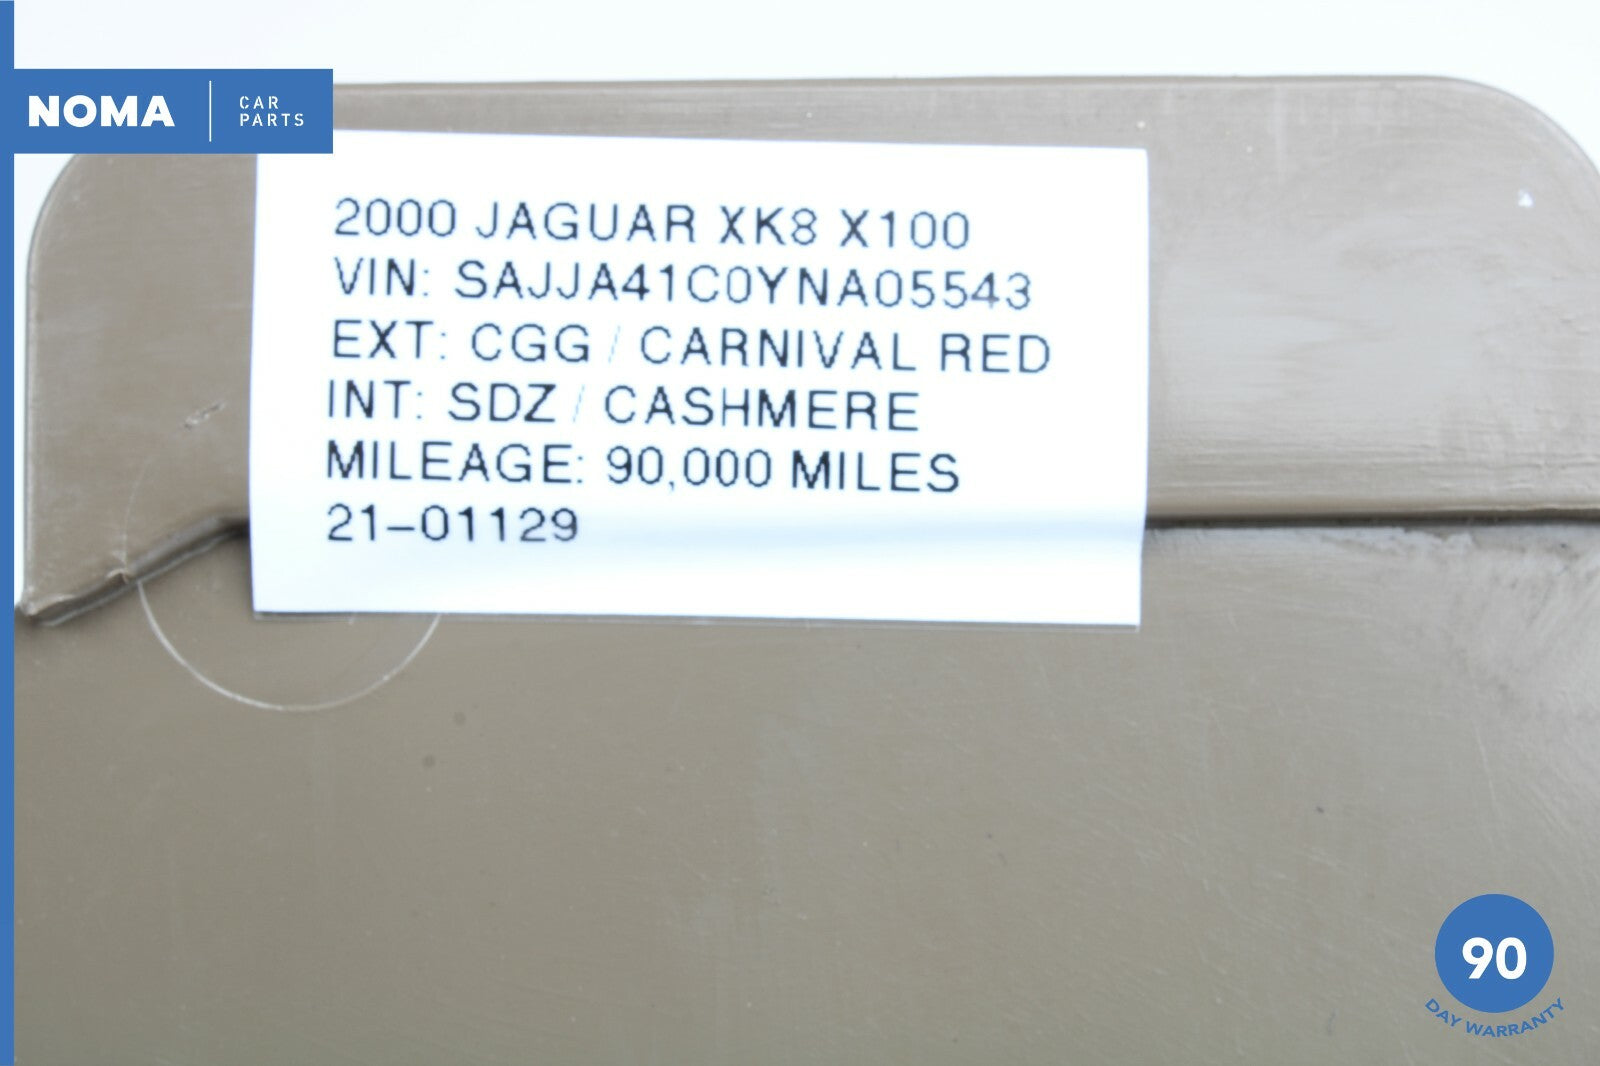 NOMA
CAR
PARTS
2000 JAGUAR XK8 X100
VIN: SAJJA41C0YNA05543
EXT: CGG / CARNIVAL RED
INT: SDZ / CASHMERE
MILEAGE: 90,000 MILES
21-01129
90
DAY WARRANTY